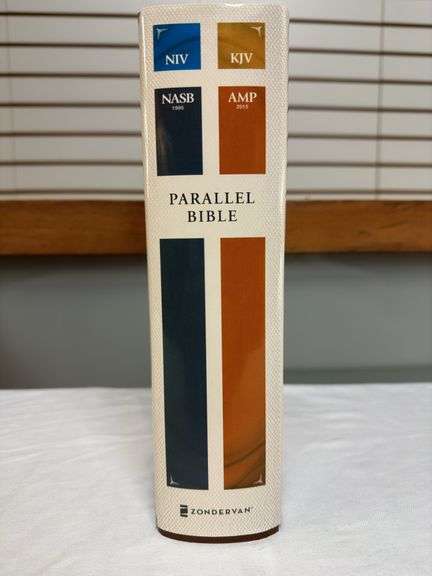 NIV KJV
NASB AMP
1995 2015
PARALLEL
BIBLE
ZONDERVAN®